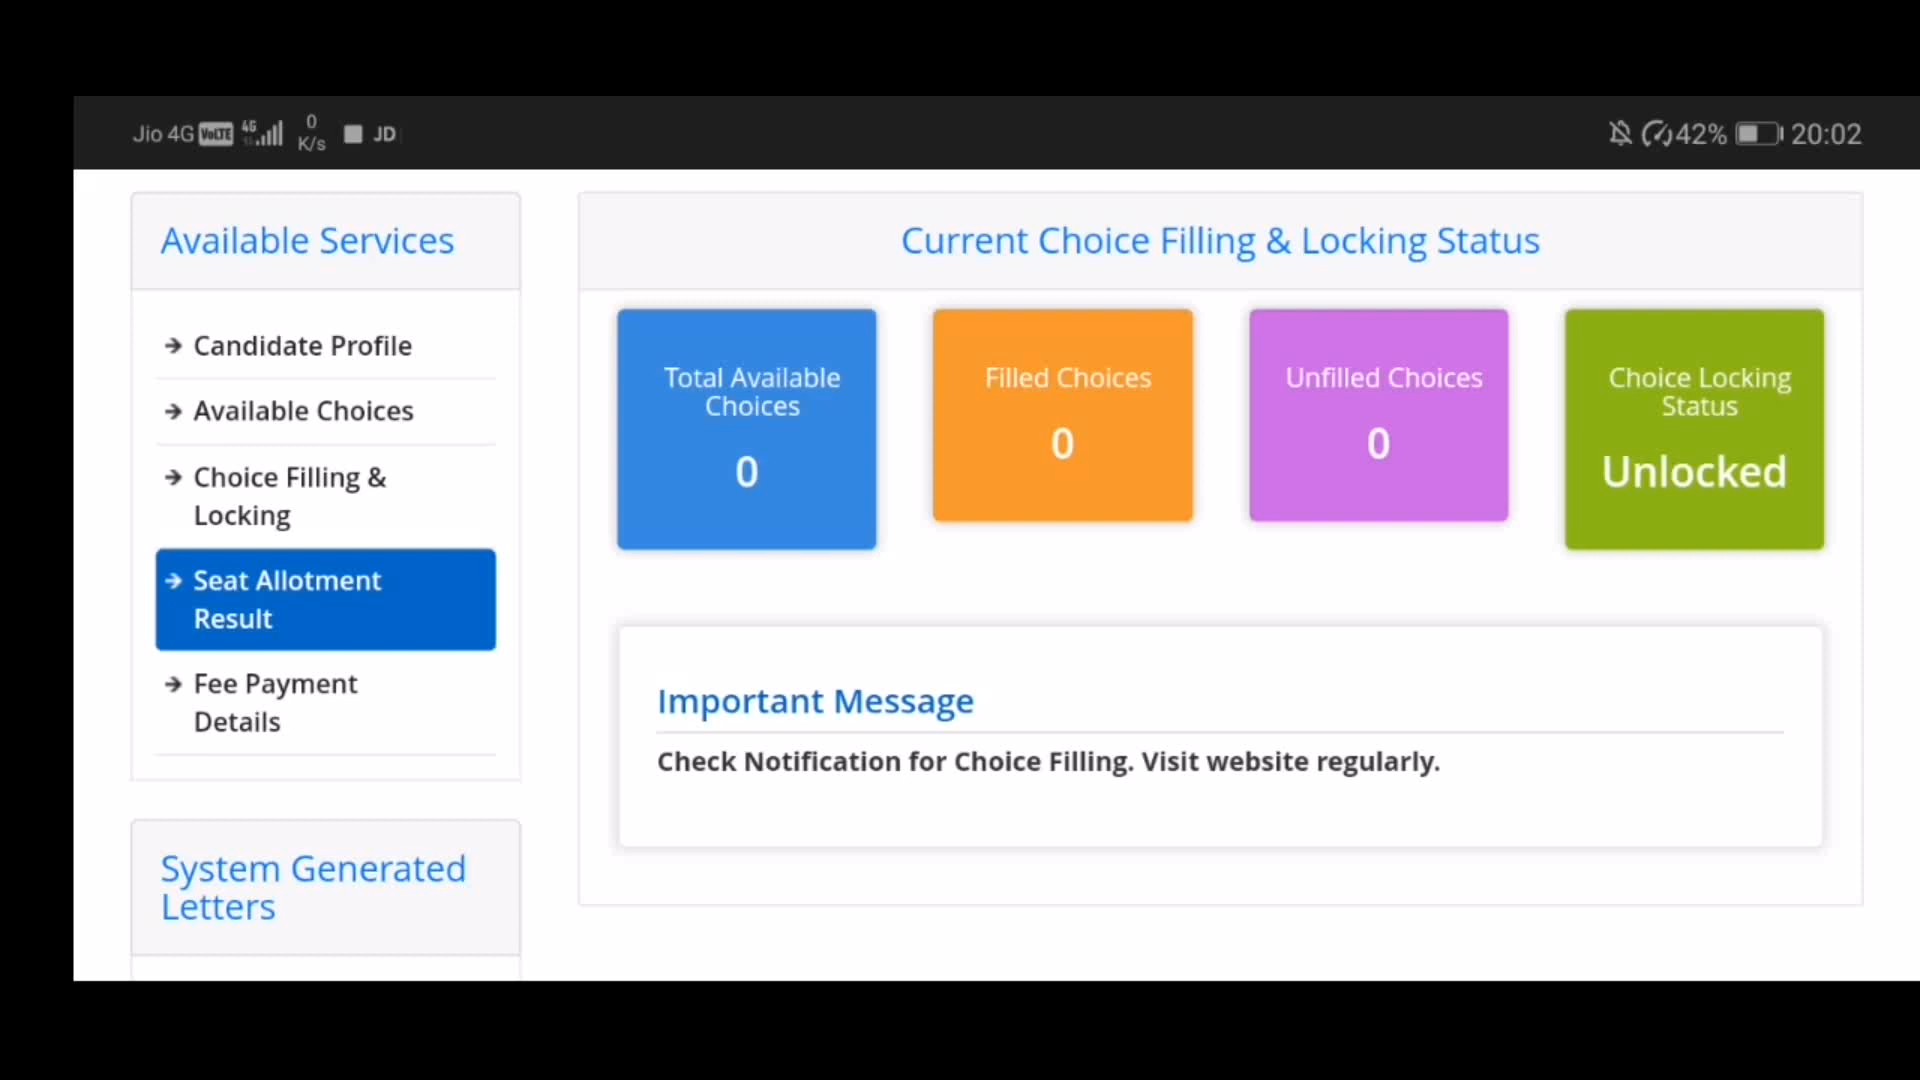 Jio 4G VoLTE 4G 0 K/s JD
42% 20:02
Available Services
Candidate Profile
Available Choices
Choice Filling &
Locking
Seat Allotment
Result
Fee Payment
Details
System Generated
Letters
Current Choice Filling & Locking Status
Total Available
Choices
0
Filled Choices
0
Unfilled Choices
0
Choice Locking
Status
Unlocked
Important Message
Check Notification for Choice Filling. Visit website regularly.